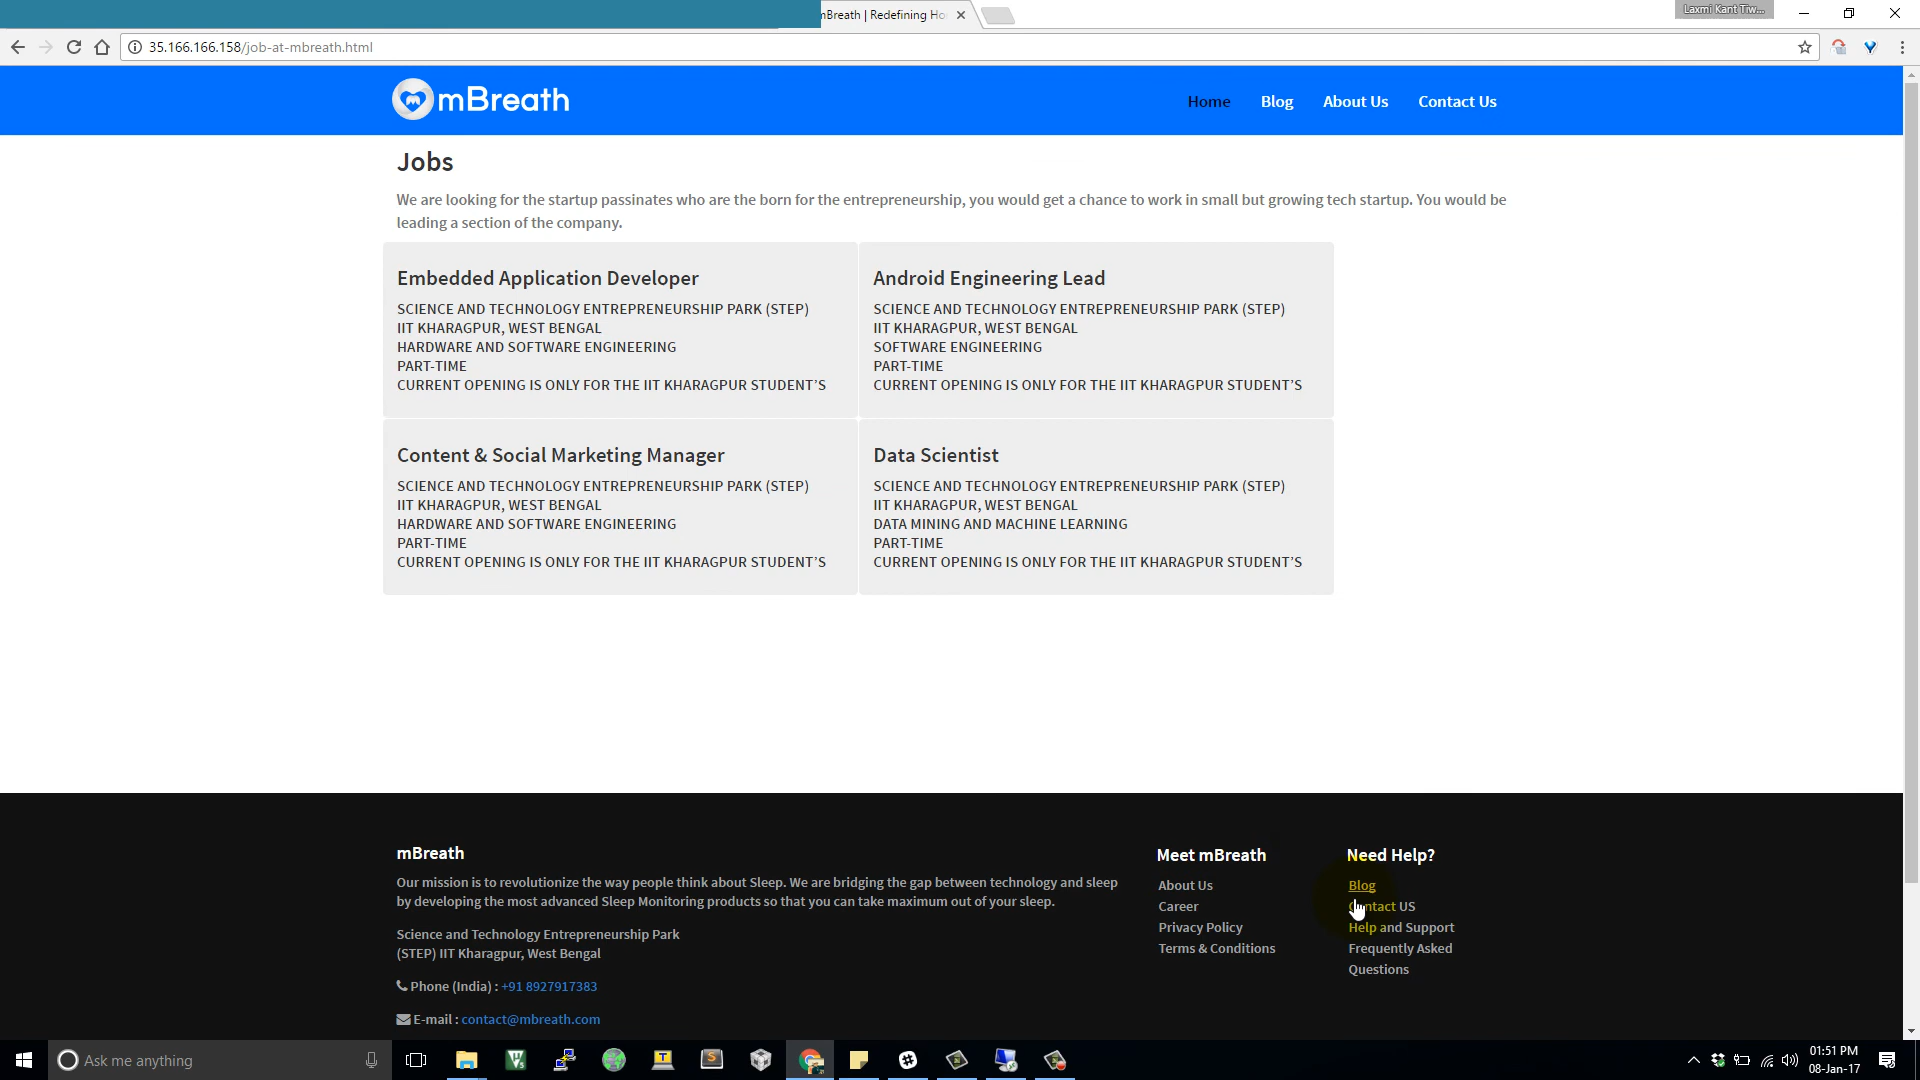 mBreath | Redefining Ho
Laxmi Kant Tiw...
35.166.166.158/job-at-mbreath.html
mBreath
Home
Blog
About Us
Contact Us
Jobs
We are looking for the startup passinates who are the born for the entrepreneurship, you would get a chance to work in small but growing tech startup. You would be
leading a section of the company.
Embedded Application Developer
SCIENCE AND TECHNOLOGY ENTREPRENEURSHIP PARK (STEP)
IIT KHARAGPUR, WEST BENGAL
HARDWARE AND SOFTWARE ENGINEERING
PART-TIME
CURRENT OPENING IS ONLY FOR THE IIT KHARAGPUR STUDENT’S
Android Engineering Lead
SCIENCE AND TECHNOLOGY ENTREPRENEURSHIP PARK (STEP)
IIT KHARAGPUR, WEST BENGAL
SOFTWARE ENGINEERING
PART-TIME
CURRENT OPENING IS ONLY FOR THE IIT KHARAGPUR STUDENT’S
Content & Social Marketing Manager
SCIENCE AND TECHNOLOGY ENTREPRENEURSHIP PARK (STEP)
IIT KHARAGPUR, WEST BENGAL
HARDWARE AND SOFTWARE ENGINEERING
PART-TIME
CURRENT OPENING IS ONLY FOR THE IIT KHARAGPUR STUDENT’S
Data Scientist
SCIENCE AND TECHNOLOGY ENTREPRENEURSHIP PARK (STEP)
IIT KHARAGPUR, WEST BENGAL
DATA MINING AND MACHINE LEARNING
PART-TIME
CURRENT OPENING IS ONLY FOR THE IIT KHARAGPUR STUDENT’S
mBreath
Our mission is to revolutionize the way people think about Sleep. We are bridging the gap between technology and sleep
by developing the most advanced Sleep Monitoring products so that you can take maximum out of your sleep.
Science and Technology Entrepreneurship Park
(STEP) IIT Kharagpur, West Bengal
Phone (India) : +91 8927917383
E-mail : contact@mbreath.com
Meet mBreath
About Us
Career
Privacy Policy
Terms & Conditions
Need Help?
Blog
Contact US
Help and Support
Frequently Asked
Questions
Ask me anything
01:51 PM
08-Jan-17